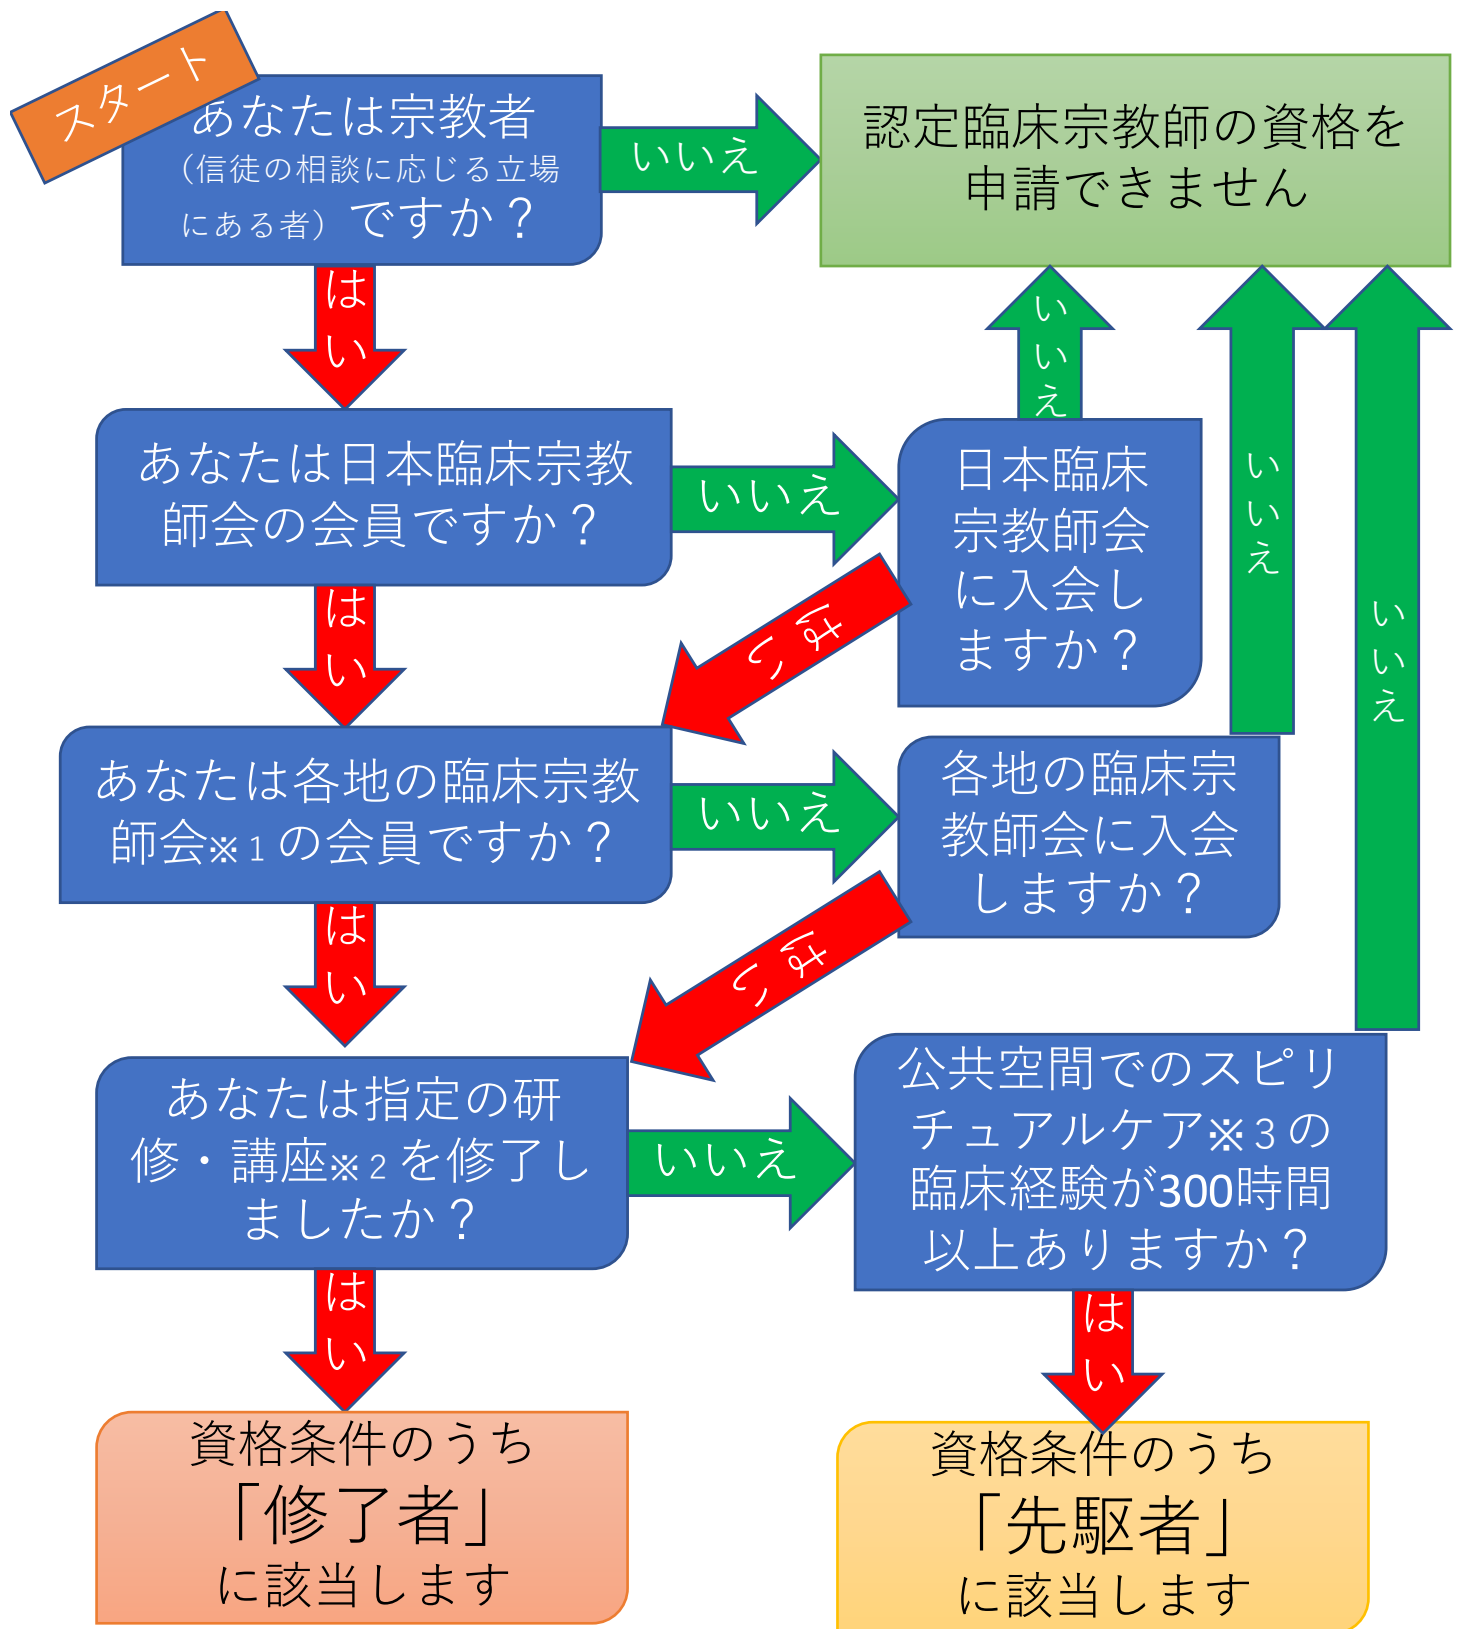 スタート
あなたは宗教者
（信徒の相談に応じる立場
にある者）ですか？
いいえ
認定臨床宗教師の資格を
申請できません
はい
いいえ
あなたは日本臨床宗教
師会の会員ですか？
いいえ
日本臨床
宗教師会
に入会し
ますか？
いいえ
いいえ
はい
はい
あなたは各地の臨床宗教
師会※１の会員ですか？
いいえ
各地の臨床宗
教師会に入会
しますか？
はい
はい
あなたは指定の研
修・講座※２を修了し
ましたか？
いいえ
公共空間でのスピリ
チュアルケア※３の
臨床経験が300時間
以上ありますか？
はい
はい
資格条件のうち
「修了者」
に該当します
資格条件のうち
「先駆者」
に該当します